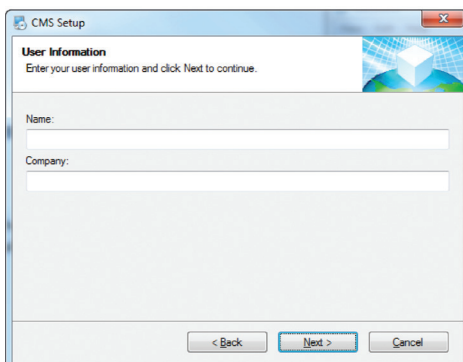 CMS Setup
User Information
Enter your user information and click Next to continue.
Name:
Company:
< Back
Next >
Cancel